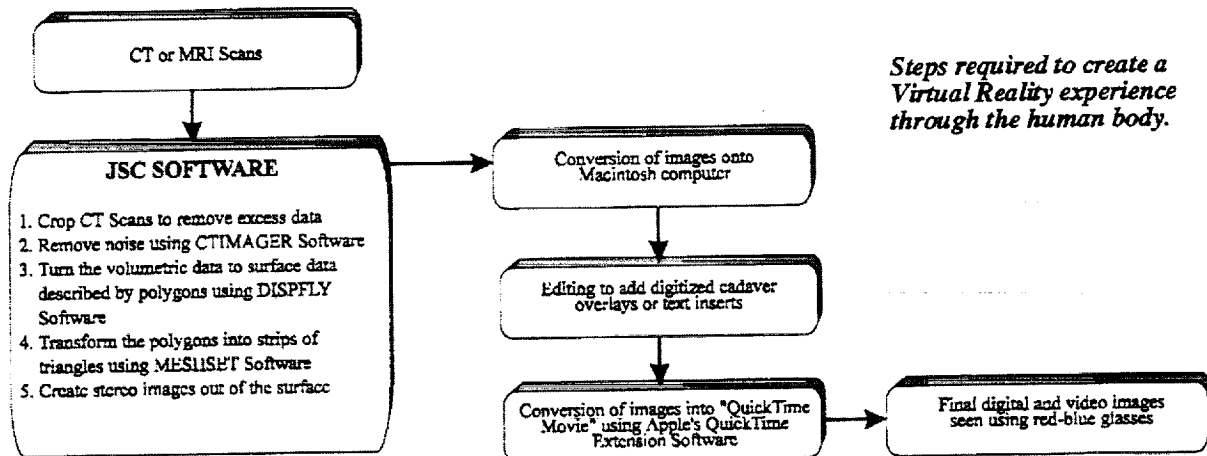 CT or MRI Scans
Steps required to create a
Virtual Reality experience
through the human body.
JSC SOFTWARE
1. Crop CT Scans to remove excess data
2. Remove noise using CTIMAGER Software
3. Turn the volumetric data to surface data
described by polygons using DISPFLY
Software
4. Transform the polygons into strips of
triangles using MESHSET Software
5. Create stereo images out of the surface
Conversion of images onto
Macintosh computer
Editing to add digitized cadaver
overlays or text inserts
Conversion of images into "QuickTime
Movie" using Apple's QuickTime
Extension Software
Final digital and video images
seen using red-blue glasses